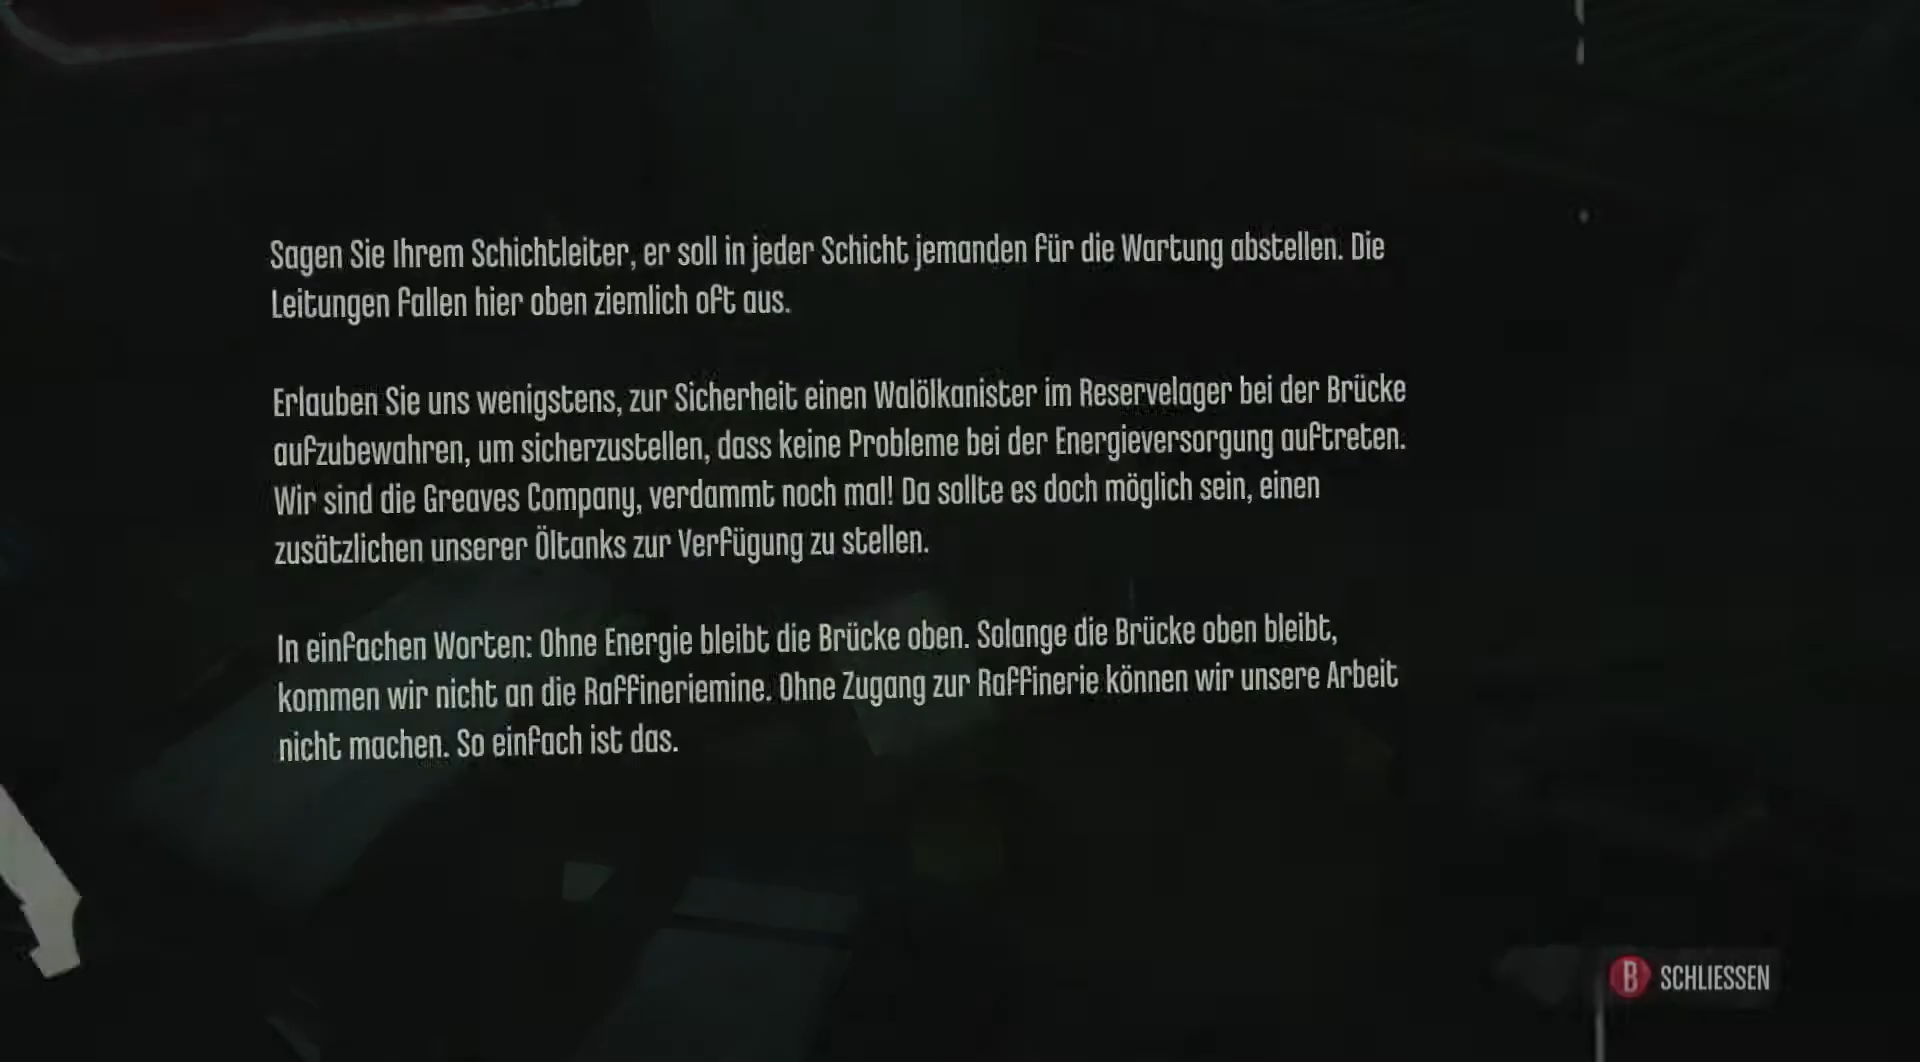 Sagen Sie Ihrem Schichtleiter, er soll in jeder Schicht jemanden für die Wartung abstellen. Die
Leitungen fallen hier oben ziemlich oft aus.
Erlauben Sie uns wenigstens, zur Sicherheit einen Walölkanister im Reservelager bei der Brücke
aufzubewahren, um sicherzustellen, dass keine Probleme bei der Energieversorgung auftreten.
Wir sind die Greaves Company, verdammt noch mal! Da sollte es doch möglich sein, einen
zusätzlichen unserer Öltanks zur Verfügung zu stellen.
In einfachen Worten: Ohne Energie bleibt die Brücke oben. Solange die Brücke oben bleibt,
kommen wir nicht an die Raffineriemine. Ohne Zugang zur Raffinerie können wir unsere Arbeit
nicht machen. So einfach ist das.
B SCHLIESSEN